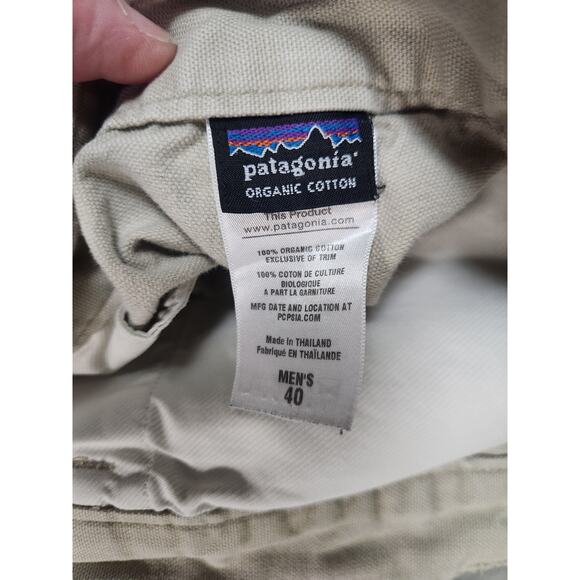 patagonia®
ORGANIC COTTON
This Product
www.patagonia.com
100% ORGANIC COTTON
EXCLUSIVE OF TRIM
100% COTON DE CULTURE
BIOLOGIQUE
A PART LA GARNITURE
MFG DATE AND LOCATION AT
PCPSIA.COM
Made in THAILAND
Fabriqué EN THAÏLANDE
MEN'S
40